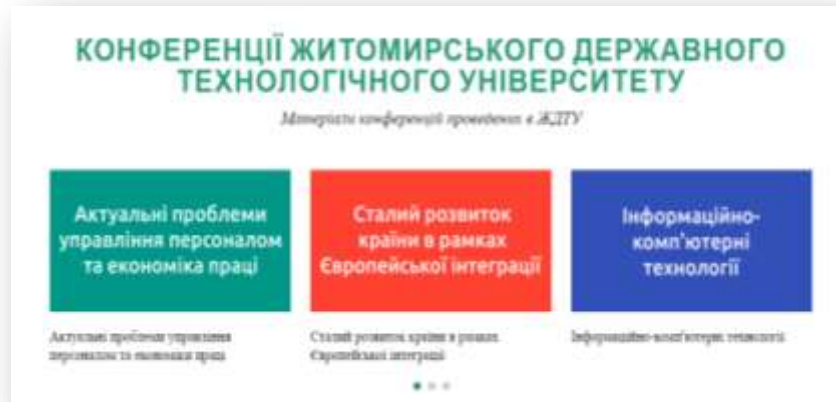 КОНФЕРЕНЦІЇ ЖИТОМИРСЬКОГО ДЕРЖАВНОГО
ТЕХНОЛОГІЧНОГО УНІВЕРСИТЕТУ
Матеріали конференцій проведених в ЖДТУ
Актуальні проблеми
управління персоналом
та економіка праці
Сталий розвиток
країни в рамках
Європейської інтеграції
Інформаційно-
комп'ютерні
технології
Актуальні проблеми управління
персоналом та економіки праці
Сталий розвиток країни в рамках
Європейської інтеграції
Інформаційно-комп'ютерні технології